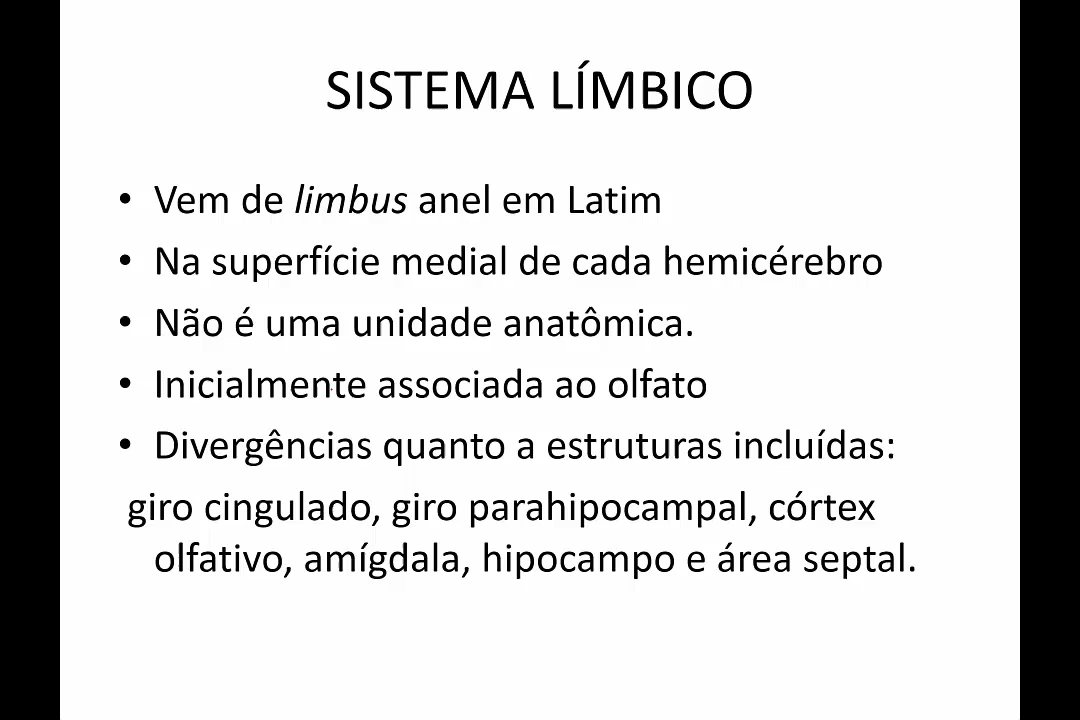 SISTEMA LÍMBICO
• Vem de limbus anel em Latim
• Na superfície medial de cada hemicérebro
• Não é uma unidade anatômica.
• Inicialmente associada ao olfato
• Divergências quanto a estruturas incluídas:
giro cingulado, giro parahipocampal, córtex
olfativo, amígdala, hipocampo e área septal.